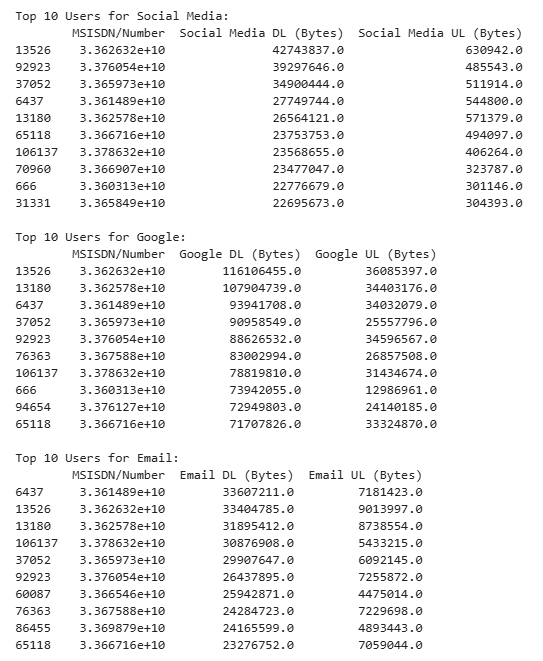 Top 10 Users for Social Media:
MSISDN/Number Social Media DL (Bytes) Social Media UL (Bytes)
13526 3.362632e+10 42743837.0 630942.0
92923 3.376054e+10 39297646.0 485543.0
37052 3.365973e+10 34900444.0 511914.0
6437 3.361489e+10 27749744.0 544800.0
13180 3.362578e+10 26564121.0 571379.0
65118 3.366716e+10 23753753.0 494097.0
106137 3.378632e+10 23568655.0 406264.0
70960 3.366907e+10 23477047.0 323787.0
666 3.360313e+10 22776679.0 301146.0
31331 3.365849e+10 22695673.0 304393.0
Top 10 Users for Google:
MSISDN/Number Google DL (Bytes) Google UL (Bytes)
13526 3.362632e+10 116106455.0 36085397.0
13180 3.362578e+10 107904739.0 34403176.0
6437 3.361489e+10 93941708.0 34032079.0
37052 3.365973e+10 90958549.0 25557796.0
92923 3.376054e+10 88626532.0 34596567.0
76363 3.367588e+10 83002994.0 26857508.0
106137 3.378632e+10 78819810.0 31434674.0
666 3.360313e+10 73942055.0 12986961.0
94654 3.376127e+10 72949803.0 24140185.0
65118 3.366716e+10 71707826.0 33324870.0
Top 10 Users for Email:
MSISDN/Number Email DL (Bytes) Email UL (Bytes)
6437 3.361489e+10 33607211.0 7181423.0
13526 3.362632e+10 33404785.0 9013997.0
13180 3.362578e+10 31895412.0 8738554.0
106137 3.378632e+10 30876908.0 5433215.0
37052 3.365973e+10 29907647.0 6092145.0
92923 3.376054e+10 26437895.0 7255872.0
60087 3.366546e+10 25942871.0 4475014.0
76363 3.367588e+10 24284723.0 7229698.0
86455 3.369879e+10 24165599.0 4893443.0
65118 3.366716e+10 23276752.0 7059044.0